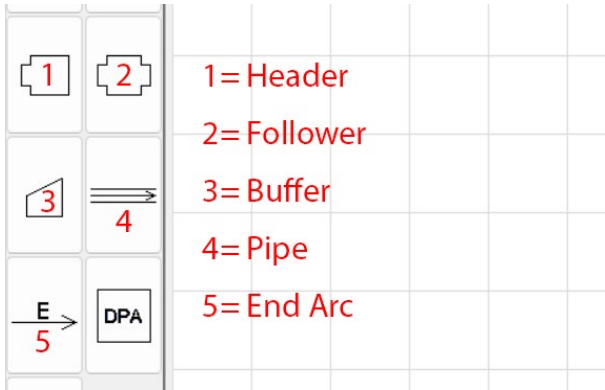 1
2
1= Header
2= Follower
3
4
3= Buffer
4= Pipe
E
5
DPA
5= End Arc